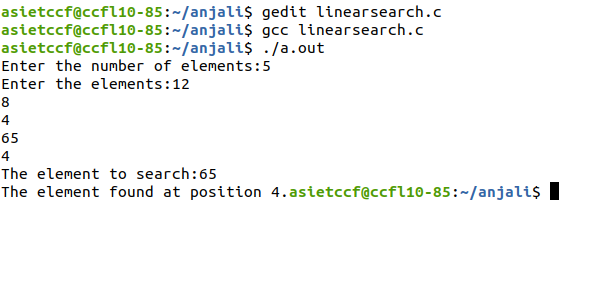 asietccf@ccfl10-85:~/anjali$ gedit linearsearch.c
asietccf@ccfl10-85:~/anjali$ gcc linearsearch.c
asietccf@ccfl10-85:~/anjali$ ./a.out
Enter the number of elements:5
Enter the elements:12
8
4
65
4
The element to search:65
The element found at position 4.asietccf@ccfl10-85:~/anjali$